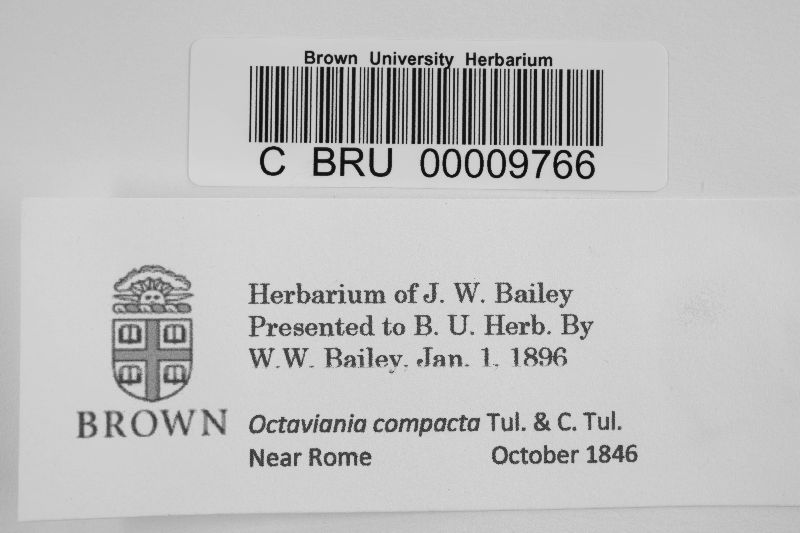 Brown University Herbarium
C BRU 00009766
Herbarium of J. W. Bailey
Presented to B. U. Herb. By
W.W. Bailey, Jan. 1, 1896
BROWN
Octaviania compacta Tul. & C. Tul.
Near Rome October 1846